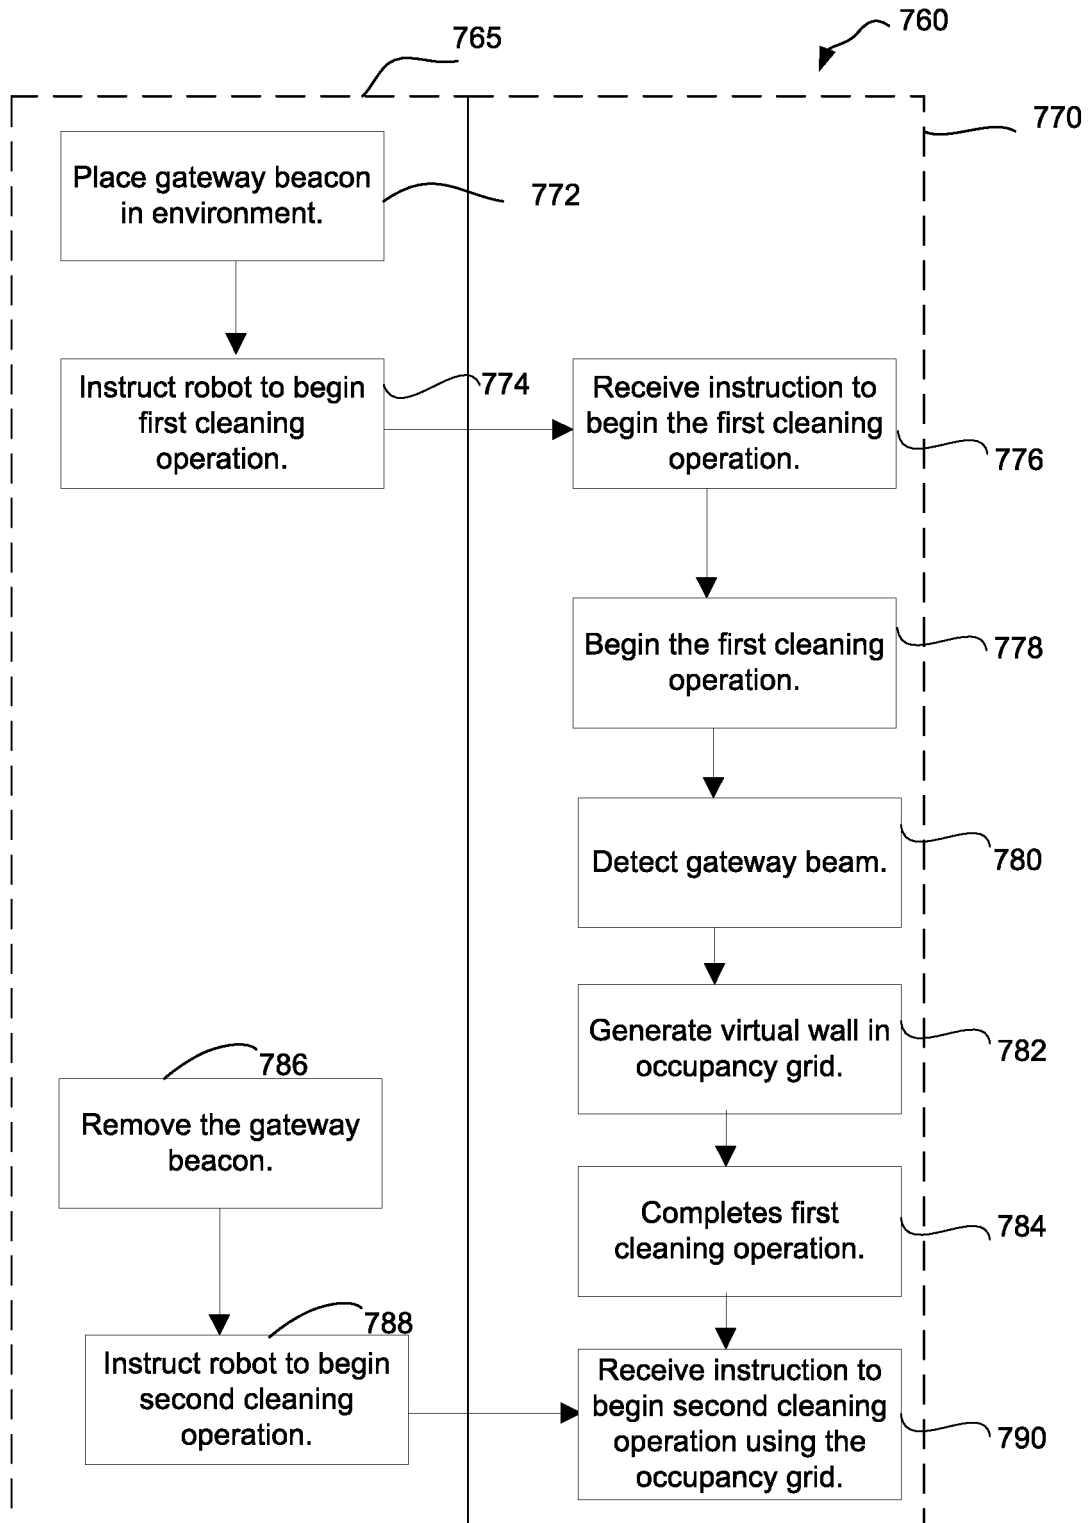 760
765
770
Place gateway beacon
in environment.
772
Instruct robot to begin
first cleaning
operation.
774
Receive instruction to
begin the first cleaning
operation.
776
Begin the first cleaning
operation.
778
Detect gateway beam.
780
Generate virtual wall in
occupancy grid.
782
786
Remove the gateway
beacon.
Completes first
cleaning operation.
784
788
Instruct robot to begin
second cleaning
operation.
Receive instruction to
begin second cleaning
operation using the
occupancy grid.
790